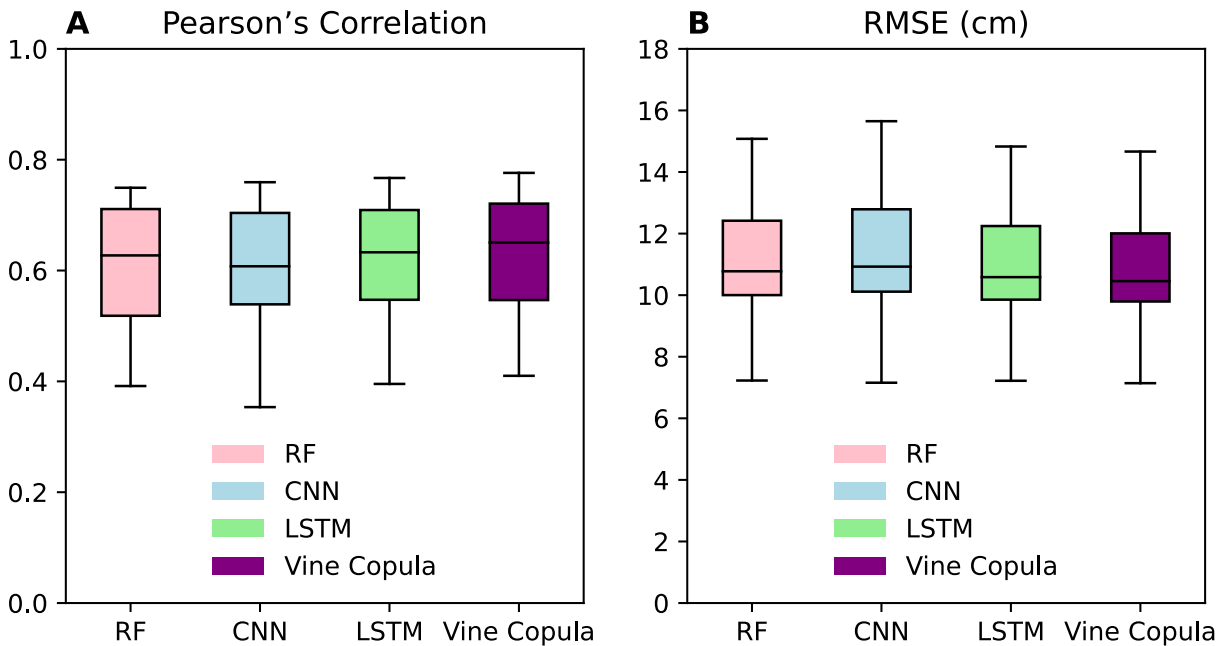 A Pearson’s Correlation
1.0
0.8
0.6
0.4
0.2
0.0
RF
CNN
LSTM
Vine Copula
RF CNN LSTM Vine Copula
B RMSE (cm)
18
16
14
12
10
8
6
4
2
0
RF
CNN
LSTM
Vine Copula
RF CNN LSTM Vine Copula